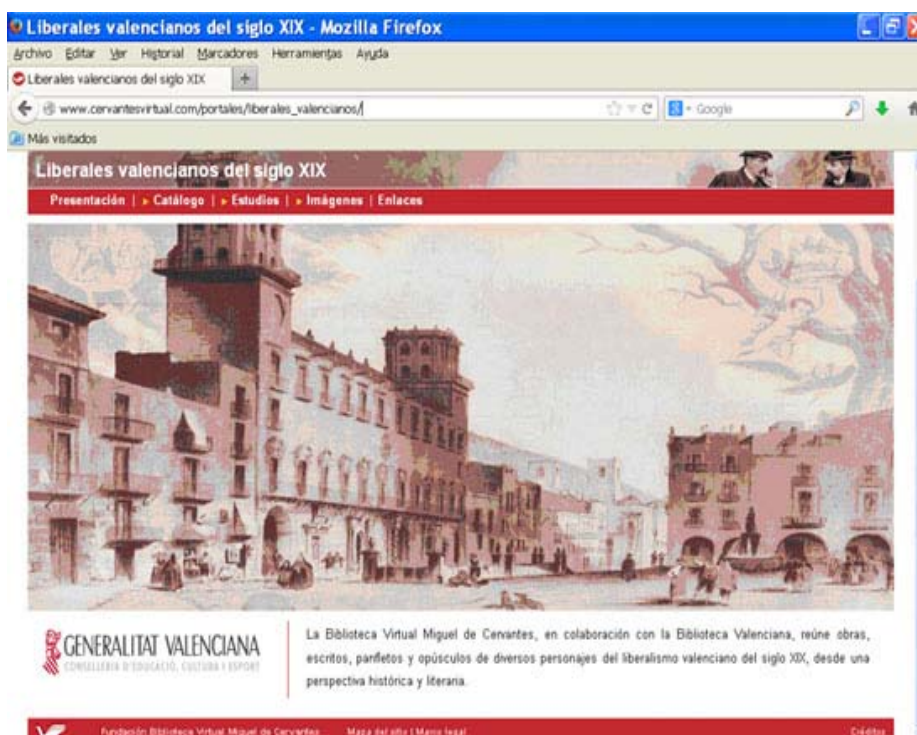 Liberales valencianos del siglo XIX - Mozilla Firefox
Archivo Editar Ver Historial Marcadores Herramientas Ayuda
Liberales valencianos del siglo XIX +
www.cervantesvirtual.com/portales/liberales_valencianos/ Google
Más visitados
Liberales valencianos del siglo XIX
Presentación | Catálogo | Estudios | Imágenes | Enlaces
GENERALITAT VALENCIANA
CONSELLERIA D'EDUCACIÓ, CULTURA I ESPORT
La Biblioteca Virtual Miguel de Cervantes, en colaboración con la Biblioteca Valenciana, reúne obras,
escritos, panfletos y opúsculos de diversos personajes del liberalismo valenciano del siglo XIX, desde una
perspectiva histórica y literaria.
Fundación Biblioteca Virtual Miguel de Cervantes Mapa del sitio | Marco legal Créditos